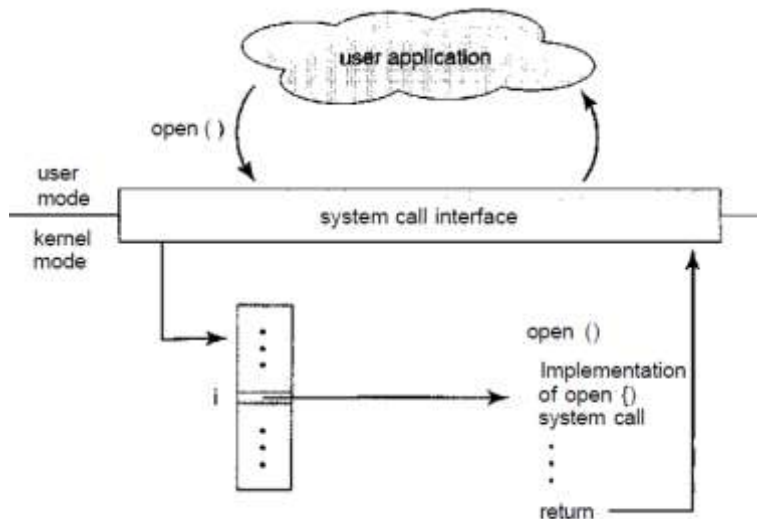 user application
open ( )
user
mode
system call interface
kernel
mode
open ()
i
Implementation
of open {)
system call
return